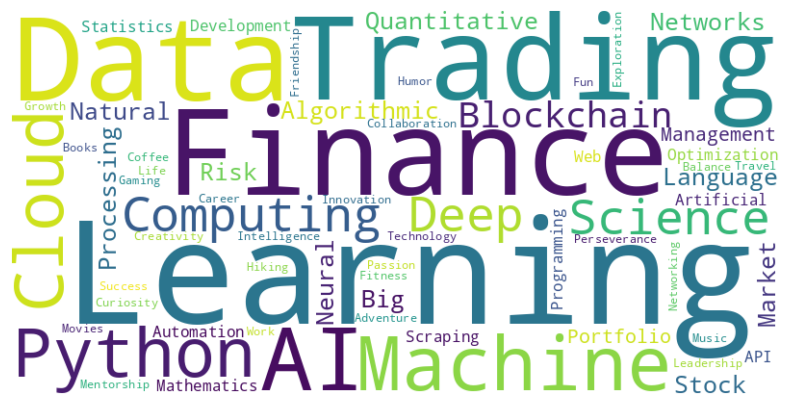 Data
Trading
Statistics
Development
Friendship
Quantitative
Networks
Exploration
Humor
Fun
Growth
Natural
Algorithmic
Blockchain
Collaboration
Management
Books
Cloud
Processing
Finance
Web
Optimization
Coffee
Life
Gaming
Risk
Balance
Travel
Language
Career
Innovation
Artificial
Computing
Deep
Science
Creativity
Intelligence
Technology
Perseverance
Learning
Hiking
Neural
Passion
Fitness
Programming
Networking
Market
Success
Curiosity
Big
Adventure
Movies
Automation
Work
Scraping
Portfolio
Music
Python
AI
Machine
API
Leadership
Mentorship
Mathematics
Stock